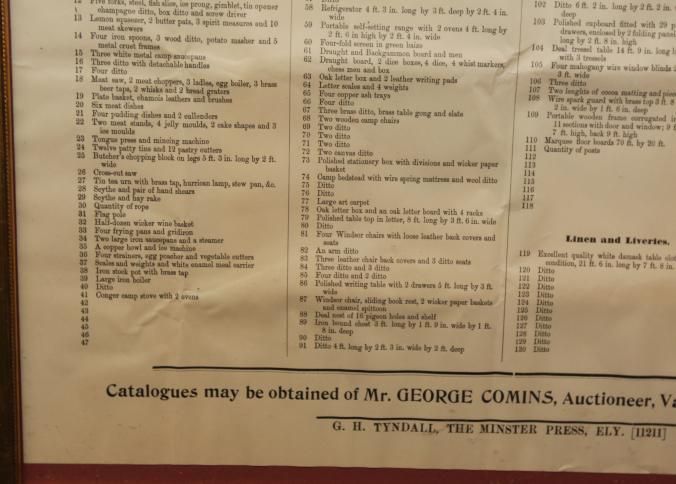 12 Five forks, steel, fish slice, ice prong, gimblet, tin opener
champagne ditto, box ditto and screw driver
13 Lemon squeezer, 2 butter pats, 3 spirit measures and 10
meat skewers
14 Four iron spoons, 3 wood ditto, potato masher and 5
metal cruet frames
15 Three white metal camp saucepans
16 Three ditto with detachable handles
17 Four ditto
18 Meat saw, 2 meat choppers, 3 ladles, egg boiler, 3 brass
beer taps, 2 whisks and 2 bread graters
19 Plate basket, chamois leathers and brushes
20 Six meat dishes
21 Four pudding dishes and 2 cullenders
22 Two meat stands, 4 jelly moulds, 2 cake shapes and 3
ice moulds
23 Tongue press and mincing machine
24 Twelve patty tins and 12 pastry cutters
25 Butcher's chopping block on legs 5 ft. 3 in. long by 2 ft.
wide
26 Cross-cut saw
27 Tin tea urn with brass tap, hurrican lamp, stew pan, &c.
28 Scythe and pair of hand shears
29 Scythe and hay rake
30 Quantity of rope
31 Flag pole
32 Half-dozen wicker wine basket
33 Four frying pans and gridiron
34 Two large iron saucepans and a steamer
35 A copper bowl and ice machine
36 Four strainers, egg poacher and vegetable cutters
37 Scales and weights and white enamel meat carrier
38 Iron stock pot with brass tap
39 Large iron boiler
40 Ditto
41 Conger camp stove with 2 ovens
42
43
44
45
46
47
58 Refrigerator 4 ft. 3 in. long by 3 ft. deep by 2 ft. 4 in.
wide
59 Portable self-setting range with 2 ovens 4 ft. long by
2 ft. 6 in high by 2 ft. 4 in. wide
60 Four-fold screen in green baize
61 Draught and Backgammon board and men
62 Draught board, 2 dice boxes, 4 dice, 4 whist markers,
chess men and box
63 Oak letter box and 2 leather writing pads
64 Letter scales and 4 weights
65 Four copper ash trays
66 Four ditto
67 Three brass ditto, brass table gong and slate
68 Two wooden camp chairs
69 Two ditto
70 Two ditto
71 Two ditto
72 Two canvas ditto
73 Polished stationery box with divisions and wicker paper
basket
74 Camp bedstead with wire spring mattress and wool ditto
75 Ditto
76 Ditto
77 Large art carpet
78 Oak letter box and an oak letter board with 4 racks
79 Polished table top in letter, 8 ft. long by 3 ft. 6 in. wide
80 Ditto
81 Four Windsor chairs with loose leather back covers and
seats
82 An arm ditto
83 Three leather chair back covers and 3 ditto seats
84 Three ditto and 3 ditto
85 Four ditto and 2 ditto
86 Polished writing table with 2 drawers 5 ft. long by 3 ft.
wide
87 Windsor chair, sliding book rest, 2 wicker paper baskets
and enamel spittoon
88 Deal nest of 16 pigeon holes and shelf
89 Iron bound chest 3 ft. long by 1 ft. 9 in. wide by 1 ft.
8 in. deep
90 Ditto
91 Ditto 4 ft. long by 2 ft. 3 in. wide by 2 ft. deep
102 Ditto 6 ft. 2 in. long by 2 ft. 2 in.
deep
103 Polished cupboard fitted with 29 p
drawers, enclosed by 2 folding panel
long by 2 ft. 8 in. high
104 Deal tressel table 14 ft. 9 in. long b
with 3 tressels
105 Four mahogany wire window blinds
3 ft. wide
106 Three ditto
107 Two lengths of cocoa matting and piec
108 Wire spark guard with brass top 3 ft. 8
2 in. wide by 1 ft. 6 in. deep
109 Portable wooden frame corrugated i
11 sections with door and window; 9 f
7 ft. high, back 9 ft. high
110 Marquee floor boards 70 ft. by 20 ft.
111 Quantity of posts
112
113
114
115
116
117
118
Linen and Liveries.
119 Excellent quality white damask table clot
condition, 21 ft. 6 in. long by 7 ft. 8 in.
120 Ditto
121 Ditto
122 Ditto
123 Ditto
124 Ditto
125 Ditto
126 Ditto
127 Ditto
128 Ditto
129 Ditto
130 Ditto
Catalogues may be obtained of Mr. GEORGE COMINS, Auctioneer, Va
G. H. TYNDALL, THE MINSTER PRESS, ELY. [11211]